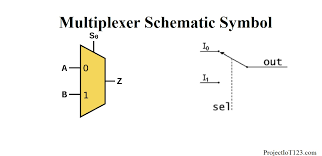 Multiplexer Schematic Symbol
S₀
A 0
B 1
Z
I₀
out
I₁
sel
ProjectIoT123.com